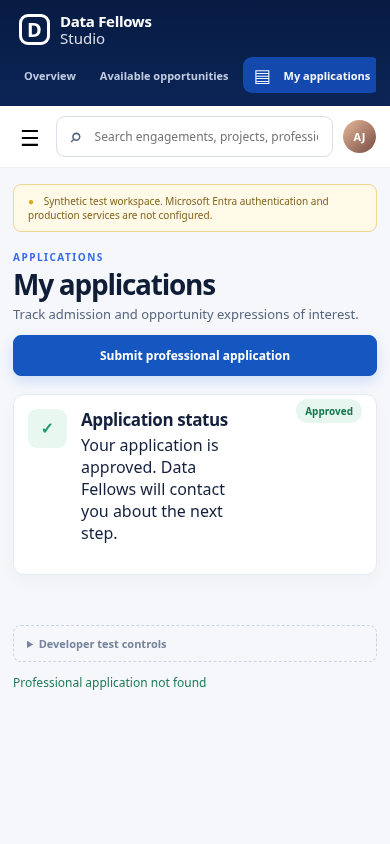 D
Data Fellows
Studio
Overview
Available opportunities
My applications
Search engagements, projects, professi
AJ
Synthetic test workspace. Microsoft Entra authentication and
production services are not configured.
APPLICATIONS
My applications
Track admission and opportunity expressions of interest.
Submit professional application
Application status
Approved
Your application is
approved. Data
Fellows will contact
you about the next
step.
Developer test controls
Professional application not found